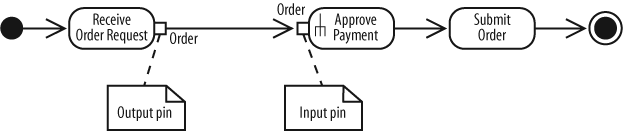 Receive
Order Request
Order
Order
Approve
Payment
Submit
Order
Output pin
Input pin